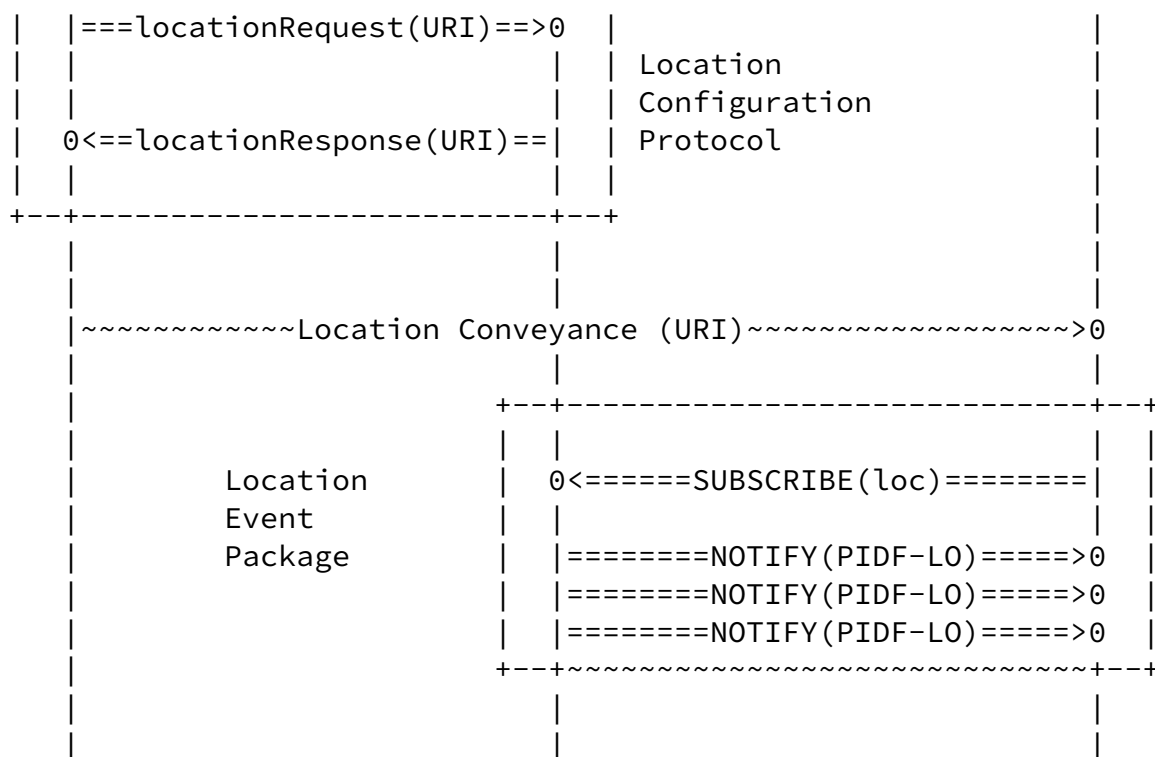 |  |===locationRequest(URI)==>0  |                          |
|  |                          |  | Location                 |
|  |                          |  | Configuration            |
|  0<==locationResponse(URI)==|  | Protocol                 |
|  |                          |  |                          |
+--+--------------------------+--+                          |
   |                          |                             |
   |                          |                             |
   |~~~~~~~~~~~~Location Conveyance (URI)~~~~~~~~~~~~~~~~~~>0
   |                          |                             |
   |                       +--+-----------------------------+--+
   |                       |  |                             |  |
   |        Location       |  0<======SUBSCRIBE(loc)========|  |
   |        Event          |  |                             |  |
   |        Package        |  |========NOTIFY(PIDF-LO)=====>0  |
   |                       |  |========NOTIFY(PIDF-LO)=====>0  |
   |                       |  |========NOTIFY(PIDF-LO)=====>0  |
   |                       +--+~~~~~~~~~~~~~~~~~~~~~~~~~~~~~+--+
   |                          |                             |
   |                          |                             |